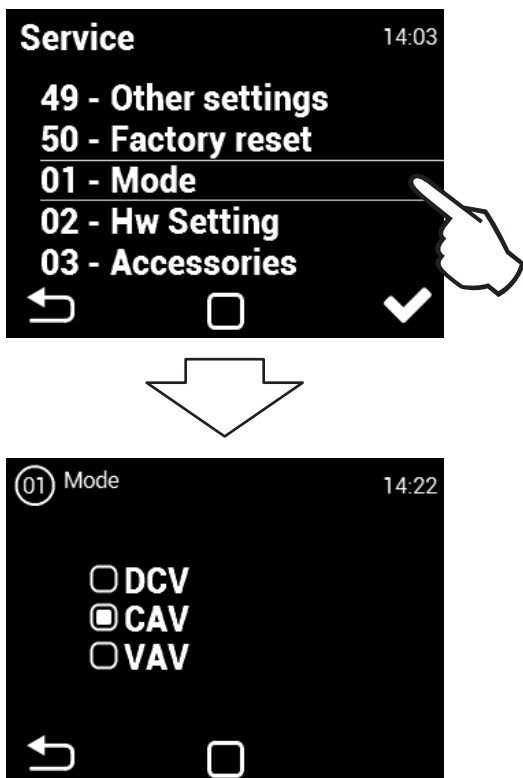 Service 14:03
49 - Other settings
50 - Factory reset
01 - Mode
02 - Hw Setting
03 - Accessories
01 Mode 14:22
DCV
CAV
VAV